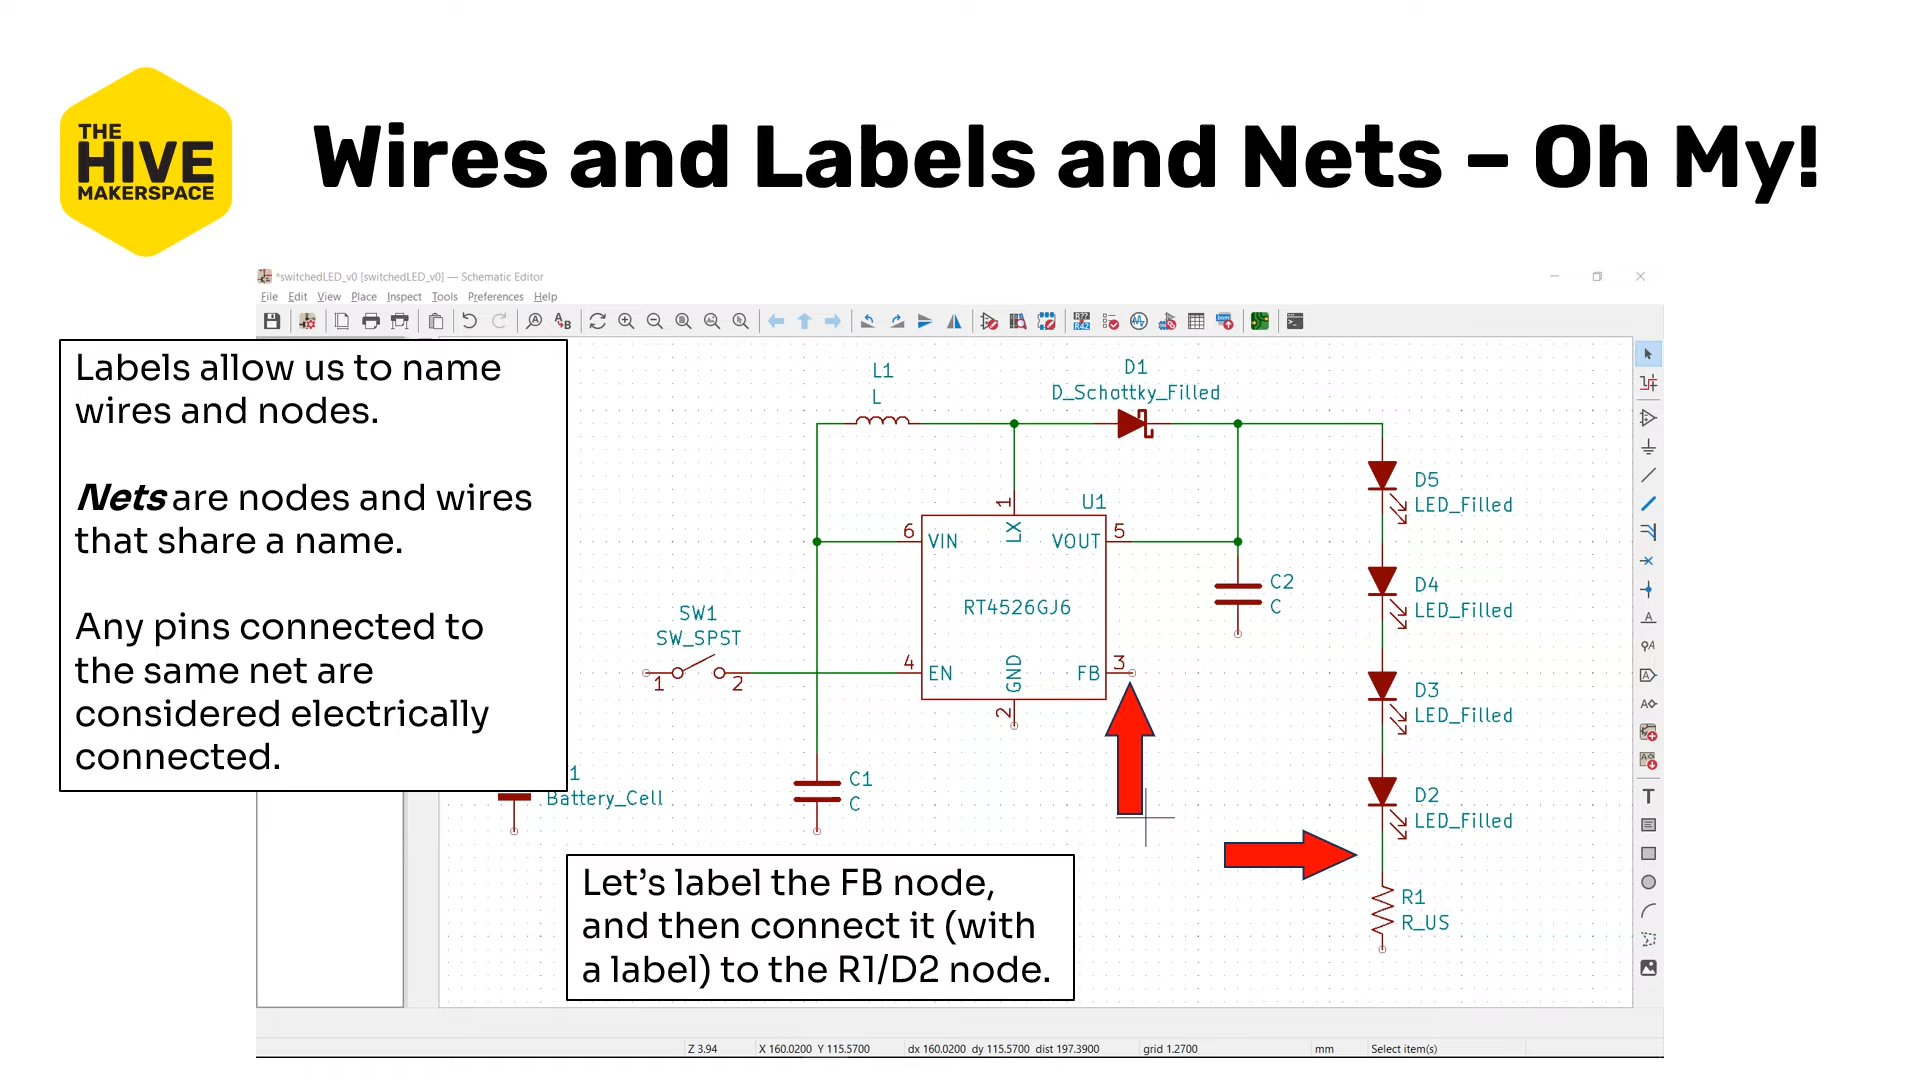 THE
HIVE
MAKERSPACE
Wires and Labels and Nets – Oh My!
*switchedLED_v0 [switchedLED_v0] — Schematic Editor
File Edit View Place Inspect Tools Preferences Help
Labels allow us to name
wires and nodes.
Nets are nodes and wires
that share a name.
Any pins connected to
the same net are
considered electrically
connected.
L1
L
D1
D_Schottky_Filled
U1
1
LX
6
VIN
VOUT
5
RT4526GJ6
4
EN
GND
FB
3
2
SW1
SW_SPST
1
2
C2
C
D5
LED_Filled
D4
LED_Filled
D3
LED_Filled
D2
LED_Filled
1
Battery_Cell
C1
C
R1
R_US
Let’s label the FB node,
and then connect it (with
a label) to the R1/D2 node.
Z 3.94 X 160.0200 Y 115.5700 dx 160.0200 dy 115.5700 dist 197.3900 grid 1.2700 mm Select item(s)